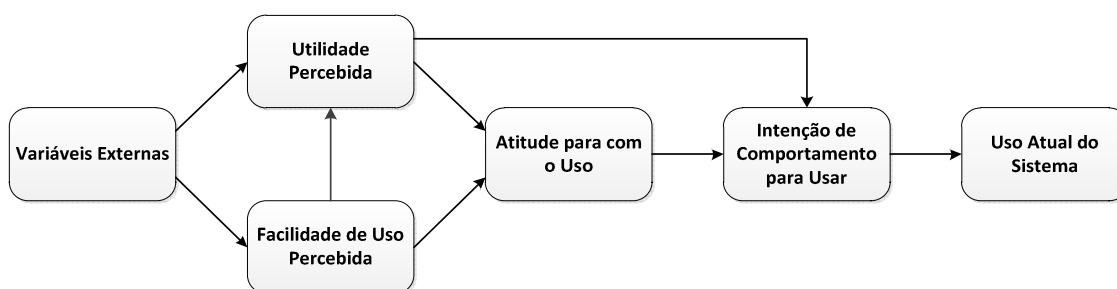 Utilidade
Percebida
Variáveis Externas
Facilidade de Uso
Percebida
Atitude para com
o Uso
Intenção de
Comportamento
para Usar
Uso Atual do
Sistema